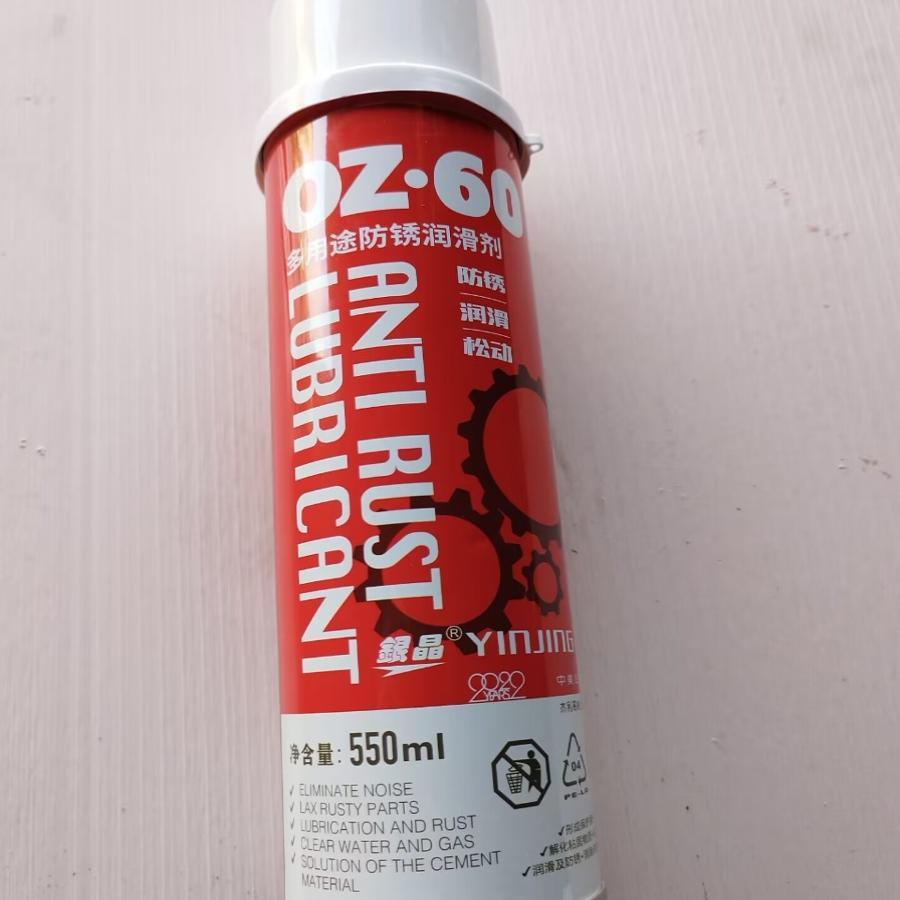 OZ·60
多用途防锈润滑剂
防锈
润滑
松动
ANTI RUST
LUBRICANT
銀晶® YINJING
YEARS
净含量: 550ml
04
✓ ELIMINATE NOISE
✓ LAX RUSTY PARTS
✓ LUBRICATION AND RUST
✓ CLEAR WATER AND GAS
✓ SOLUTION OF THE CEMENT
MATERIAL